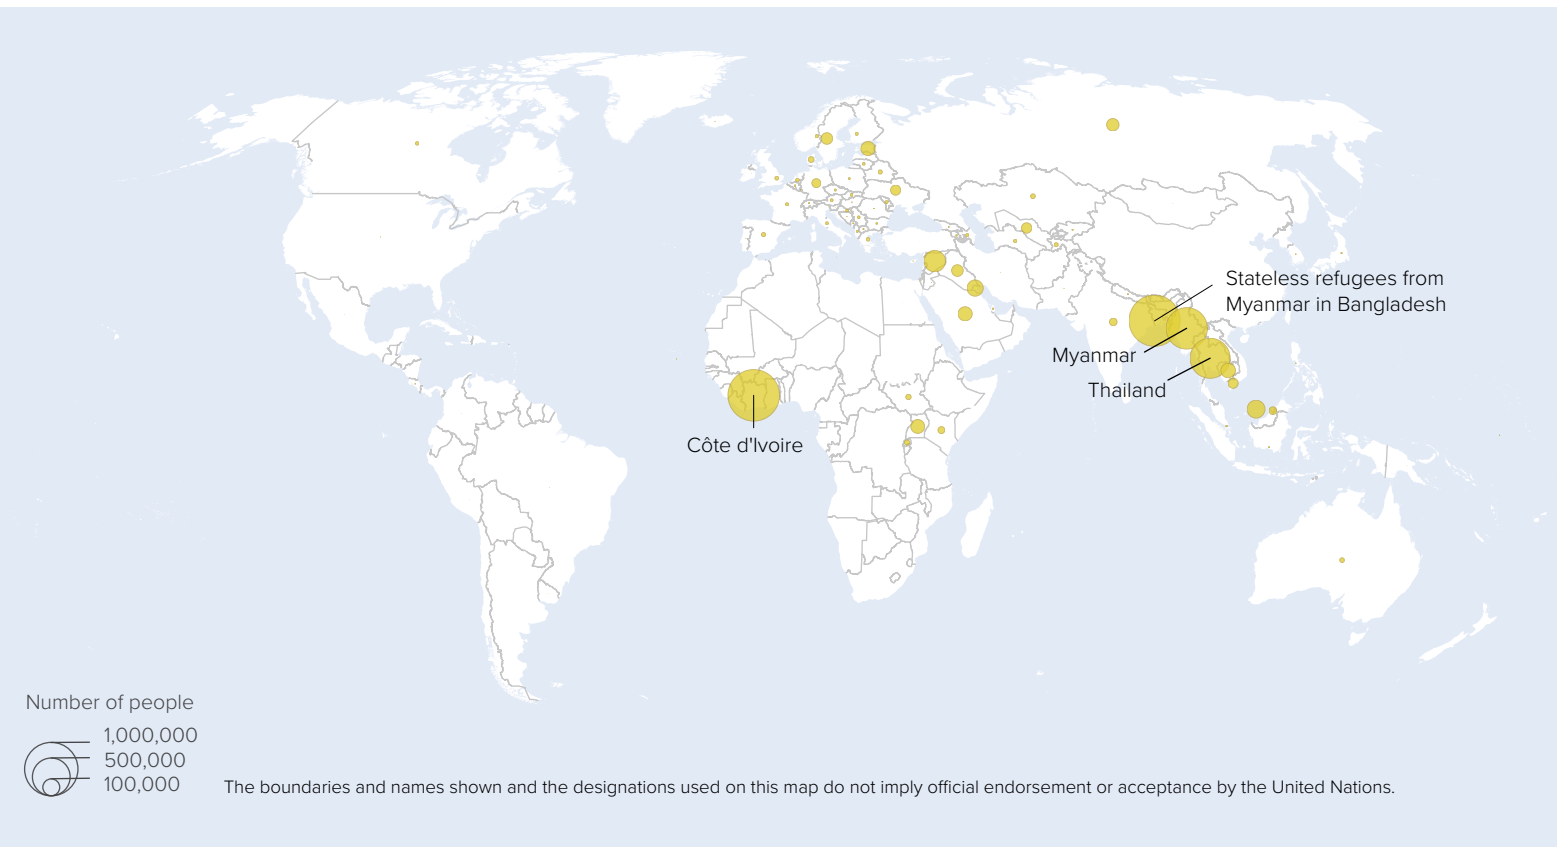 Stateless refugees from
Myanmar in Bangladesh
Myanmar
Thailand
Côte d'Ivoire
Number of people
1,000,000
500,000
100,000
The boundaries and names shown and the designations used on this map do not imply official endorsement or acceptance by the United Nations.